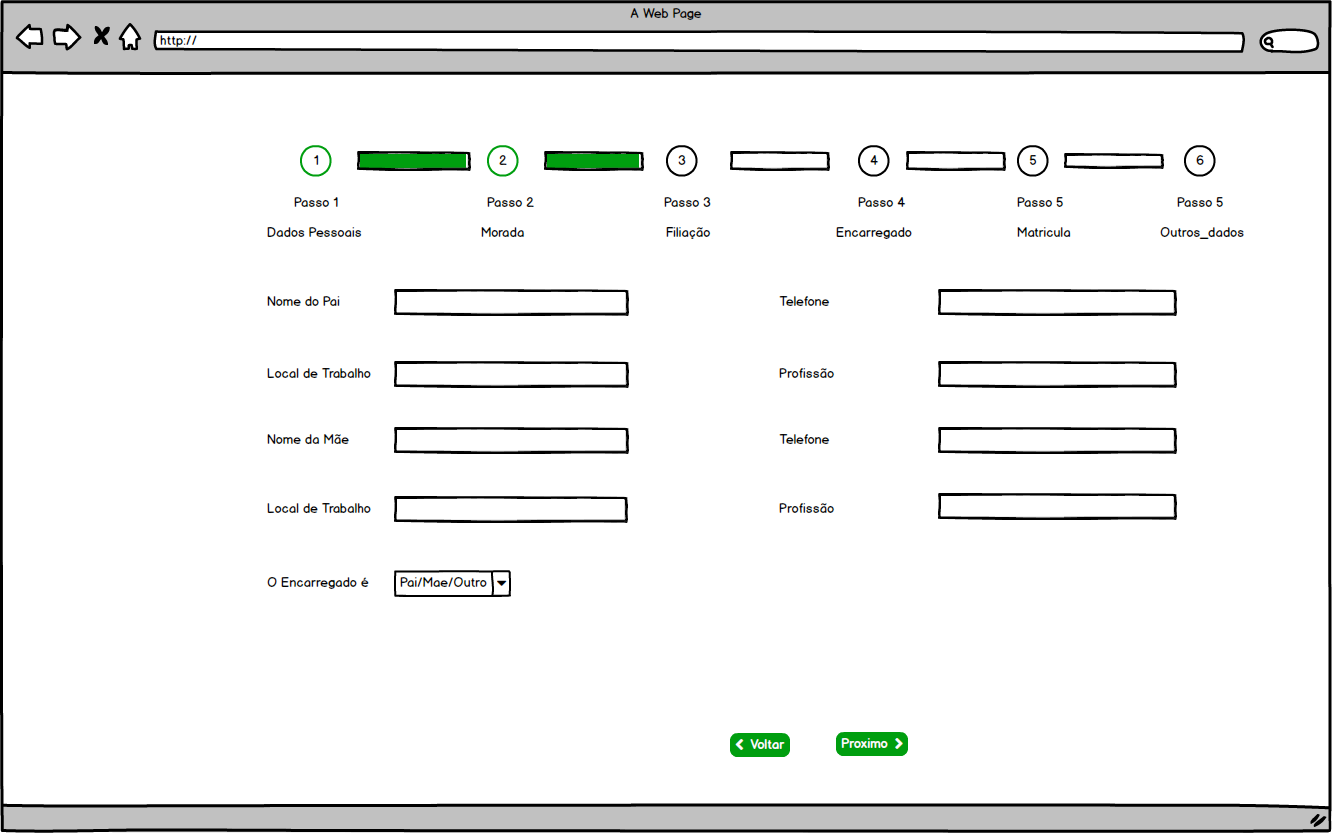 A Web Page
http://
1 2 3 4 5 6
Passo 1 Passo 2 Passo 3 Passo 4 Passo 5 Passo 5
Dados Pessoais Morada Filiação Encarregado Matricula Outros_dados
Nome do Pai Telefone
Local de Trabalho Profissão
Nome da Mãe Telefone
Local de Trabalho Profissão
O Encarregado é Pai/Mae/Outro
Voltar Proximo